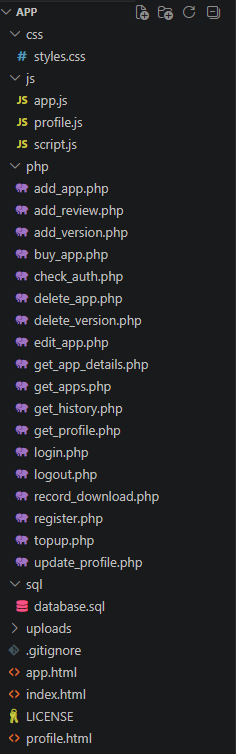 APP
css
# styles.css
js
JS app.js
JS profile.js
JS script.js
php
add_app.php
add_review.php
add_version.php
buy_app.php
check_auth.php
delete_app.php
delete_version.php
edit_app.php
get_app_details.php
get_apps.php
get_history.php
get_profile.php
login.php
logout.php
record_download.php
register.php
topup.php
update_profile.php
sql
database.sql
uploads
.gitignore
<> app.html
<> index.html
LICENSE
<> profile.html